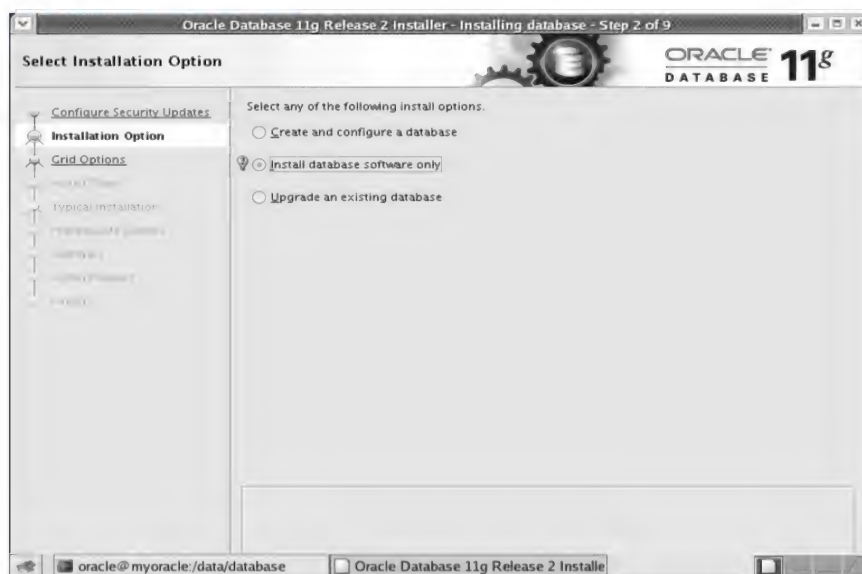 Oracle Database 11g Release 2 Installer - Installing database - Step 2 of 9
Select Installation Option
ORACLE
DATABASE 11g
Configure Security Updates
Installation Option
Grid Options
Typical Installation
Select any of the following install options.
Create and configure a database
Install database software only
Upgrade an existing database
oracle@myoracle:/data/database
Oracle Database 11g Release 2 Installe